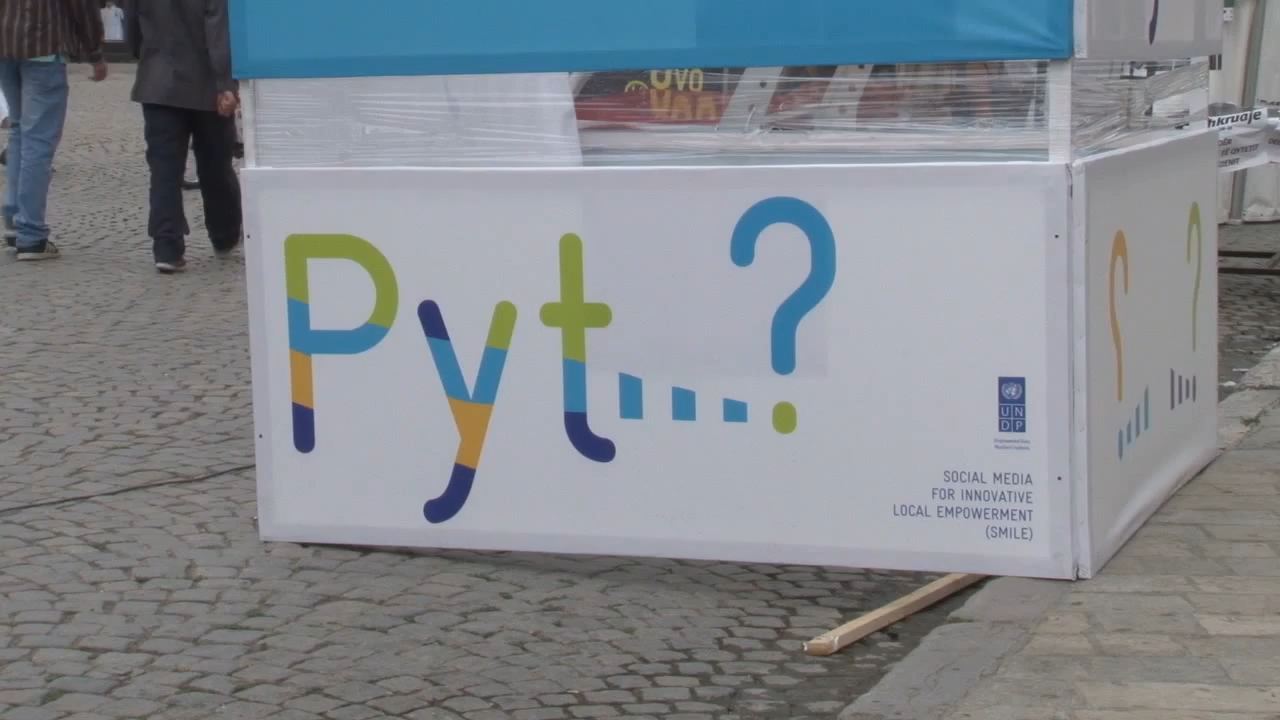 Pyt...?
UN
DP
SOCIAL MEDIA
FOR INNOVATIVE
LOCAL EMPOWERMENT
(SMILE)